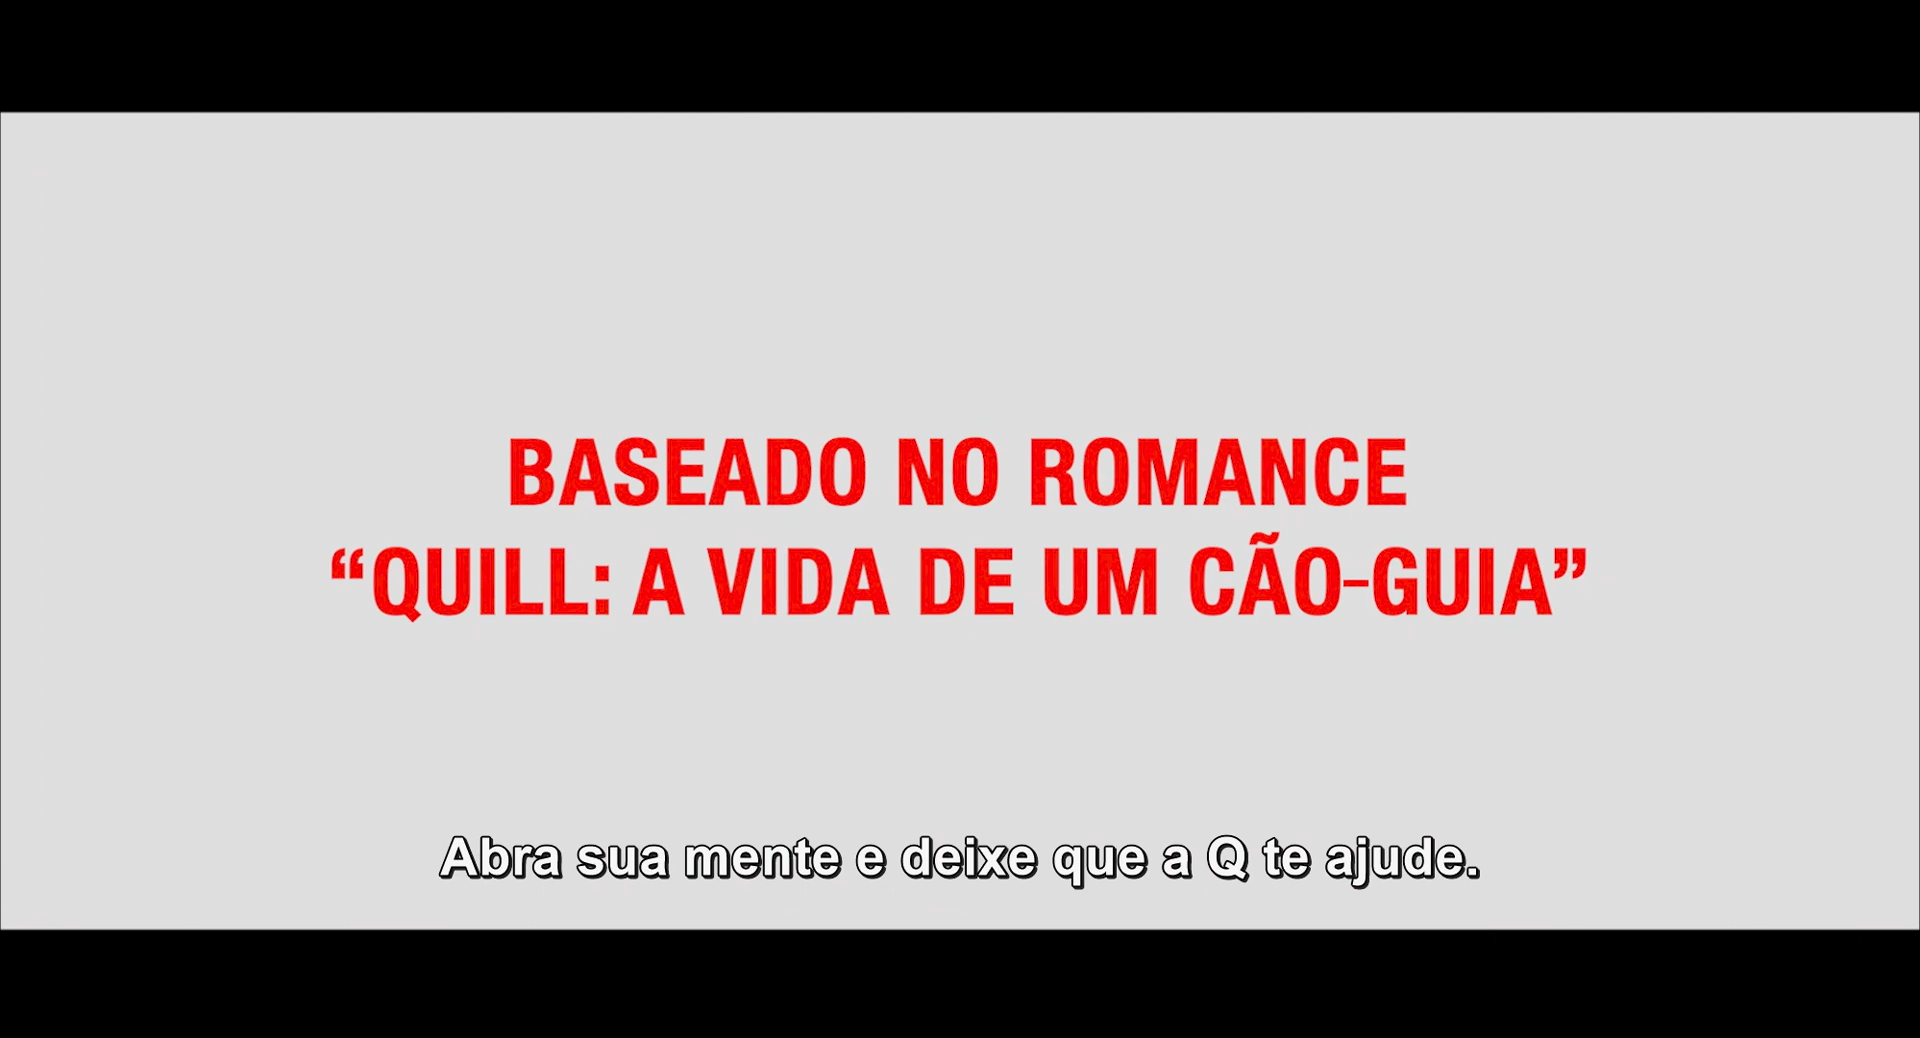 BASEADO NO ROMANCE
“QUILL: A VIDA DE UM CÃO-GUIA”
Abra sua mente e deixe que a Q te ajude.